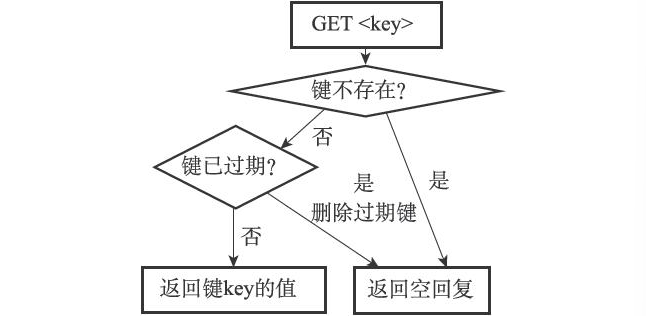 GET <key>
键不存在？
否
键已过期？
是
是
删除过期键
否
返回键key的值
返回空回复